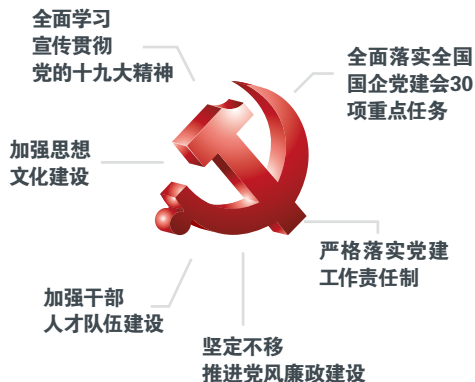 全面学习
宣传贯彻
党的十九大精神
全面落实全国
国企党建会30
项重点任务
加强思想
文化建设
严格落实党建
工作责任制
加强干部
人才队伍建设
坚定不移
推进党风廉政建设